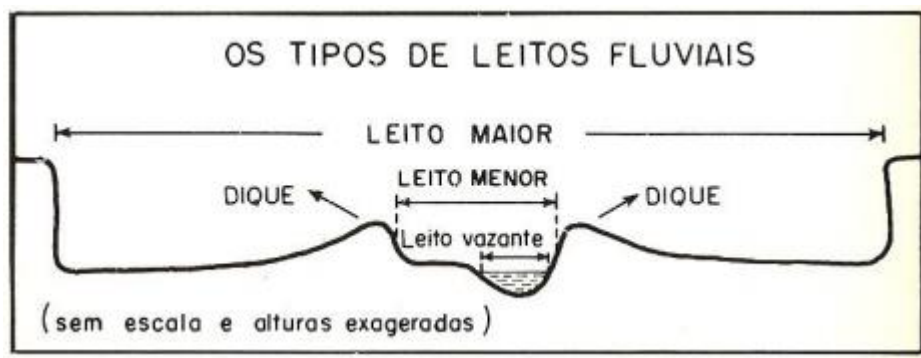 OS TIPOS DE LEITOS FLUVIAIS
LEITO MAIOR
LEITO MENOR
DIQUE
DIQUE
Leito vazante
(sem escala e alturas exageradas)